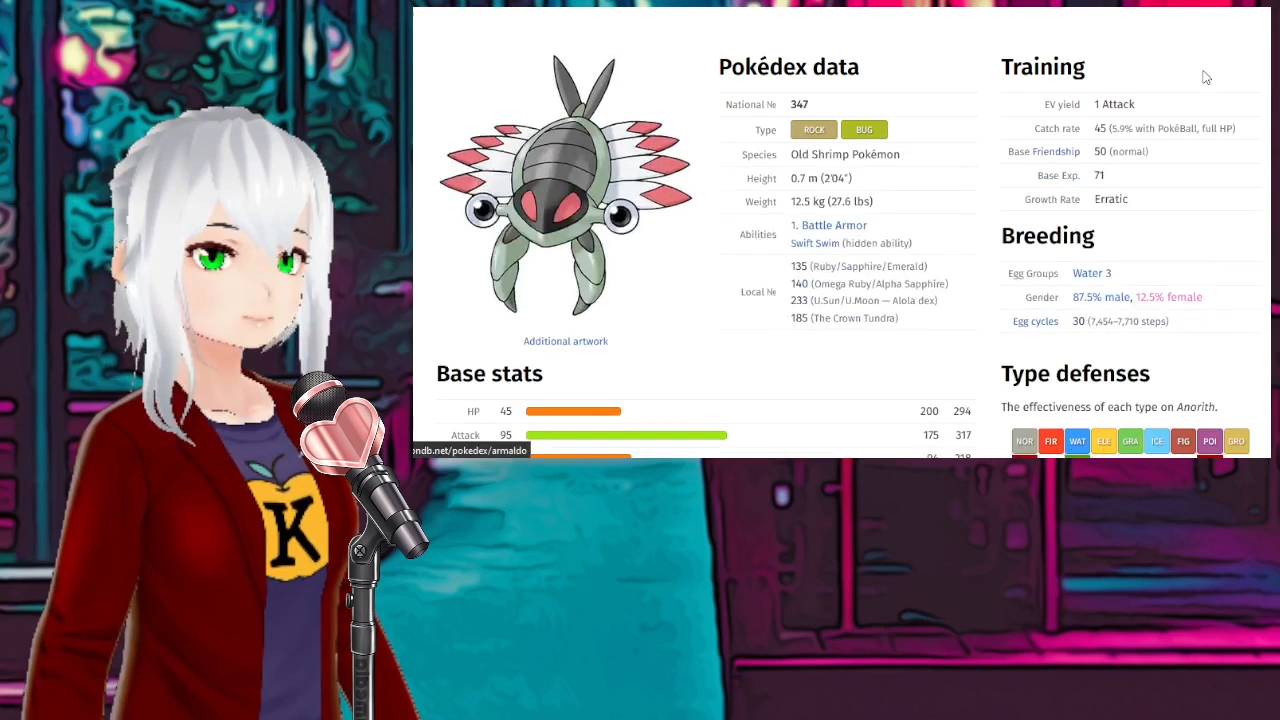 Pokédex data
National № 347
Type ROCK BUG
Species Old Shrimp Pokémon
Height 0.7 m (2′04″)
Weight 12.5 kg (27.6 lbs)
Abilities 1. Battle Armor
Swift Swim (hidden ability)
Local № 135 (Ruby/Sapphire/Emerald)
140 (Omega Ruby/Alpha Sapphire)
233 (U.Sun/U.Moon — Alola dex)
185 (The Crown Tundra)
Additional artwork
Training
EV yield 1 Attack
Catch rate 45 (5.9% with PokéBall, full HP)
Base Friendship 50 (normal)
Base Exp. 71
Growth Rate Erratic
Breeding
Egg Groups Water 3
Gender 87.5% male, 12.5% female
Egg cycles 30 (7,454–7,710 steps)
Base stats
HP 45 200 294
Attack 95 175 317
Type defenses
The effectiveness of each type on Anorith.
NOR FIR WAT ELE GRA ICE FIG POI GRO
ondb.net/pokedex/armaldo
K